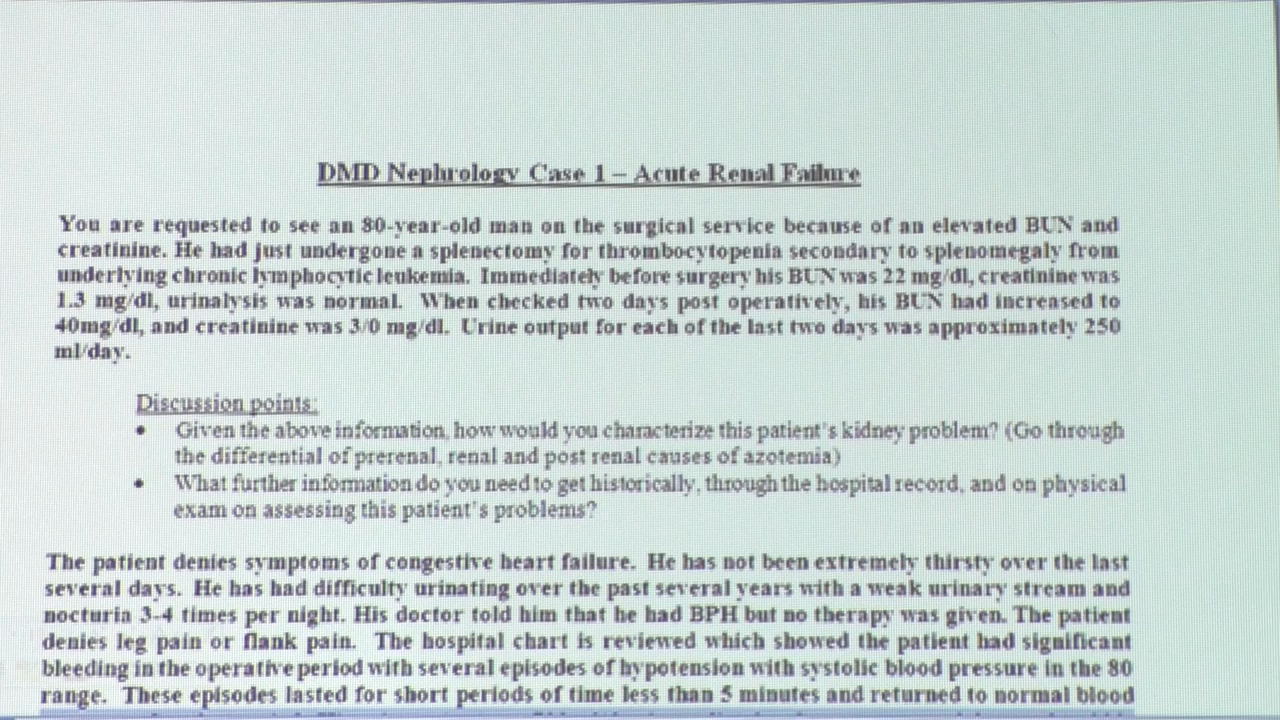 DMD Nephrology Case 1 – Acute Renal Failure
You are requested to see an 80-year-old man on the surgical service because of an elevated BUN and
creatinine. He had just undergone a splenectomy for thrombocytopenia secondary to splenomegaly from
underlying chronic lymphocytic leukemia. Immediately before surgery his BUN was 22 mg/dl, creatinine was
1.3 mg/dl, urinalysis was normal. When checked two days post operatively, his BUN had increased to
40mg/dl, and creatinine was 3/0 mg/dl. Urine output for each of the last two days was approximately 250
ml/day.
Discussion points:
• Given the above information, how would you characterize this patient's kidney problem? (Go through
the differential of prerenal, renal and post renal causes of azotemia)
• What further information do you need to get historically, through the hospital record, and on physical
exam on assessing this patient's problems?
The patient denies symptoms of congestive heart failure. He has not been extremely thirsty over the last
several days. He has had difficulty urinating over the past several years with a weak urinary stream and
nocturia 3-4 times per night. His doctor told him that he had BPH but no therapy was given. The patient
denies leg pain or flank pain. The hospital chart is reviewed which showed the patient had significant
bleeding in the operative period with several episodes of hypotension with systolic blood pressure in the 80
range. These episodes lasted for short periods of time less than 5 minutes and returned to normal blood